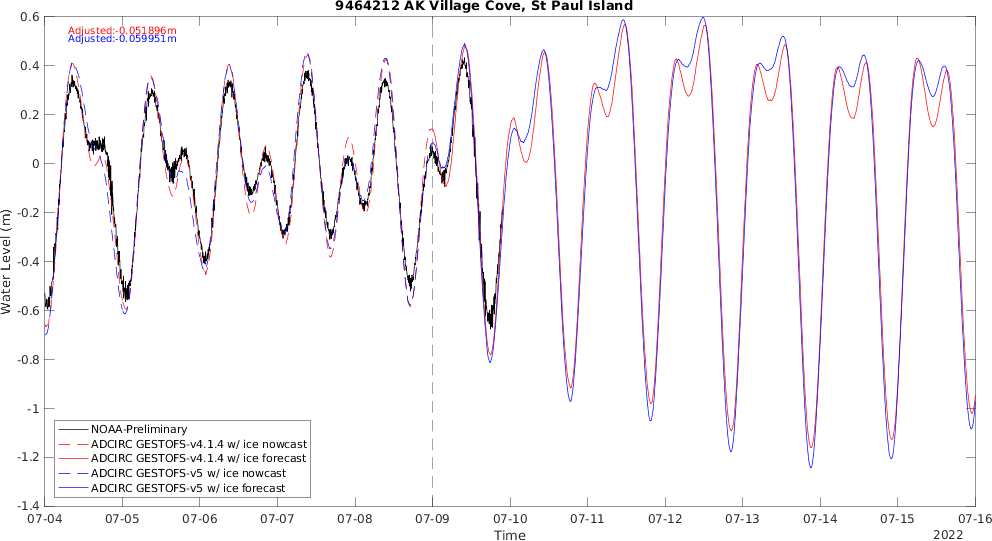 9464212 AK Village Cove, St Paul Island
Adjusted:-0.051896m
Adjusted:-0.059951m
0.6
0.4
0.2
0
-0.2
-0.4
-0.6
-0.8
-1
-1.2
-1.4
Water Level (m)
NOAA-Preliminary
ADCIRC GESTOFS-v4.1.4 w/ ice nowcast
ADCIRC GESTOFS-v4.1.4 w/ ice forecast
ADCIRC GESTOFS-v5 w/ ice nowcast
ADCIRC GESTOFS-v5 w/ ice forecast
07-04 07-05 07-06 07-07 07-08 07-09 07-10 07-11 07-12 07-13 07-14 07-15 07-16
Time
2022